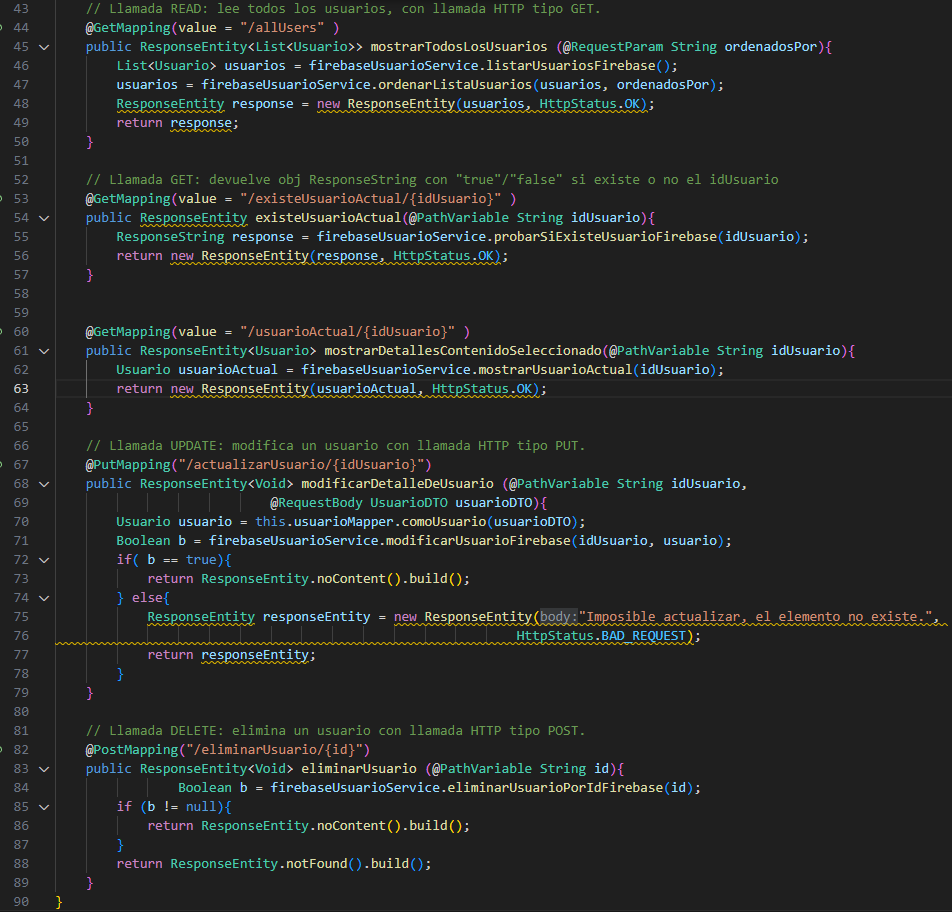 43 // Llamada READ: lee todos los usuarios, con llamada HTTP tipo GET.
44 @GetMapping(value = "/allUsers" )
45 public ResponseEntity<List<Usuario>> mostrarTodosLosUsuarios (@RequestParam String ordenadosPor){
46 List<Usuario> usuarios = firebaseUsuarioService.listarUsuariosFirebase();
47 usuarios = firebaseUsuarioService.ordenarListaUsuarios(usuarios, ordenadosPor);
48 ResponseEntity response = new ResponseEntity(usuarios, HttpStatus.OK);
49 return response;
50 }
51
52 // Llamada GET: devuelve obj ResponseString con "true"/"false" si existe o no el idUsuario
53 @GetMapping(value = "/existeUsuarioActual/{idUsuario}" )
54 public ResponseEntity existeUsuarioActual(@PathVariable String idUsuario){
55 ResponseString response = firebaseUsuarioService.probarSiExisteUsuarioFirebase(idUsuario);
56 return new ResponseEntity(response, HttpStatus.OK);
57 }
58
59
60 @GetMapping(value = "/usuarioActual/{idUsuario}" )
61 public ResponseEntity<Usuario> mostrarDetallesContenidoSeleccionado(@PathVariable String idUsuario){
62 Usuario usuarioActual = firebaseUsuarioService.mostrarUsuarioActual(idUsuario);
63 return new ResponseEntity(usuarioActual, HttpStatus.OK);
64 }
65
66 // Llamada UPDATE: modifica un usuario con llamada HTTP tipo PUT.
67 @PutMapping("/actualizarUsuario/{idUsuario}")
68 public ResponseEntity<Void> modificarDetalleDeUsuario (@PathVariable String idUsuario,
69 @RequestBody UsuarioDTO usuarioDTO){
70 Usuario usuario = this.usuarioMapper.comoUsuario(usuarioDTO);
71 Boolean b = firebaseUsuarioService.modificarUsuarioFirebase(idUsuario, usuario);
72 if( b == true){
73 return ResponseEntity.noContent().build();
74 } else{
75 ResponseEntity responseEntity = new ResponseEntity(body:"Imposible actualizar, el elemento no existe.",
76 HttpStatus.BAD_REQUEST);
77 return responseEntity;
78 }
79 }
80
81 // Llamada DELETE: elimina un usuario con llamada HTTP tipo POST.
82 @PostMapping("/eliminarUsuario/{id}")
83 public ResponseEntity<Void> eliminarUsuario (@PathVariable String id){
84 Boolean b = firebaseUsuarioService.eliminarUsuarioPorIdFirebase(id);
85 if (b != null){
86 return ResponseEntity.noContent().build();
87 }
88 return ResponseEntity.notFound().build();
89 }
90 }